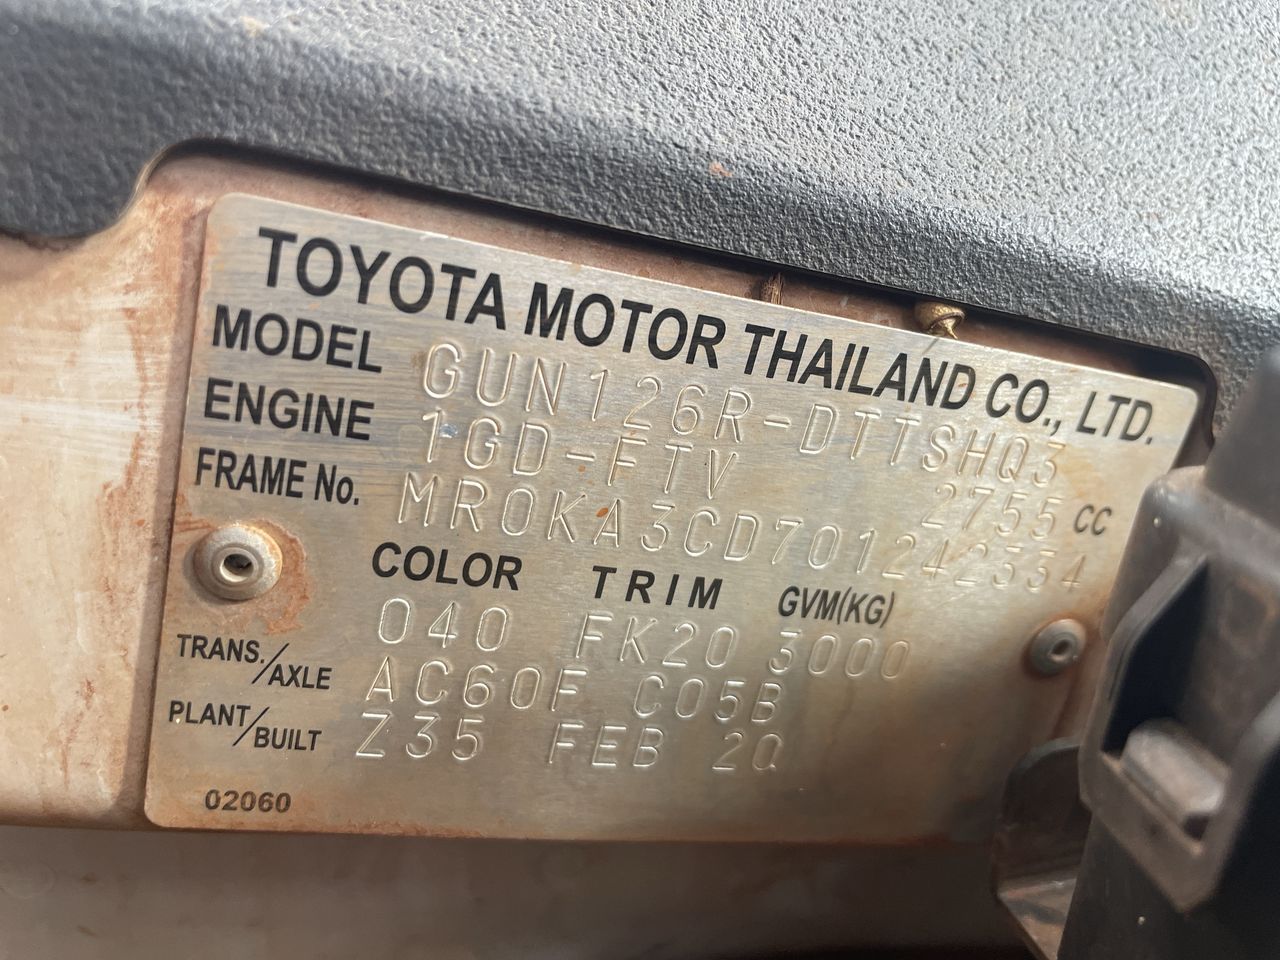 TOYOTA MOTOR THAILAND CO., LTD.
MODEL GUN126R-DTTSHQ3
ENGINE 1GD-FTV 2755 CC
FRAME No. MR0KA3CD701242334
COLOR TRIM GVM(KG)
040 FK20 3000
TRANS./AXLE AC60F C05B
PLANT/BUILT Z35 FEB 20
02060